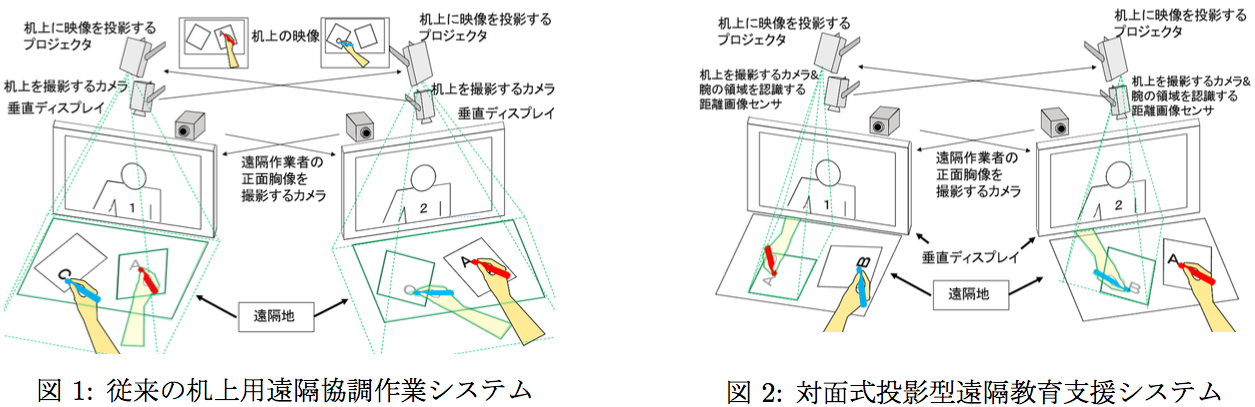 机上に映像を投影する
プロジェクタ
机上の映像
机上に映像を投影する
プロジェクタ
机上を撮影するカメラ
垂直ディスプレイ
机上を撮影するカメラ
垂直ディスプレイ
遠隔作業者の
正面胸像を
撮影するカメラ
1
2
C
A
A
C
遠隔地
図 1: 従来の机上用遠隔協調作業システム
机上に映像を投影する
プロジェクタ
机上に映像を投影する
プロジェクタ
机上を撮影するカメラ&
腕の領域を認識する
距離画像センサ
机上を撮影するカメラ&
腕の領域を認識する
距離画像センサ
遠隔作業者の
正面胸像を
撮影するカメラ
1
2
垂直ディスプレイ
A
B
B
A
遠隔地
図 2: 対面式投影型遠隔教育支援システム